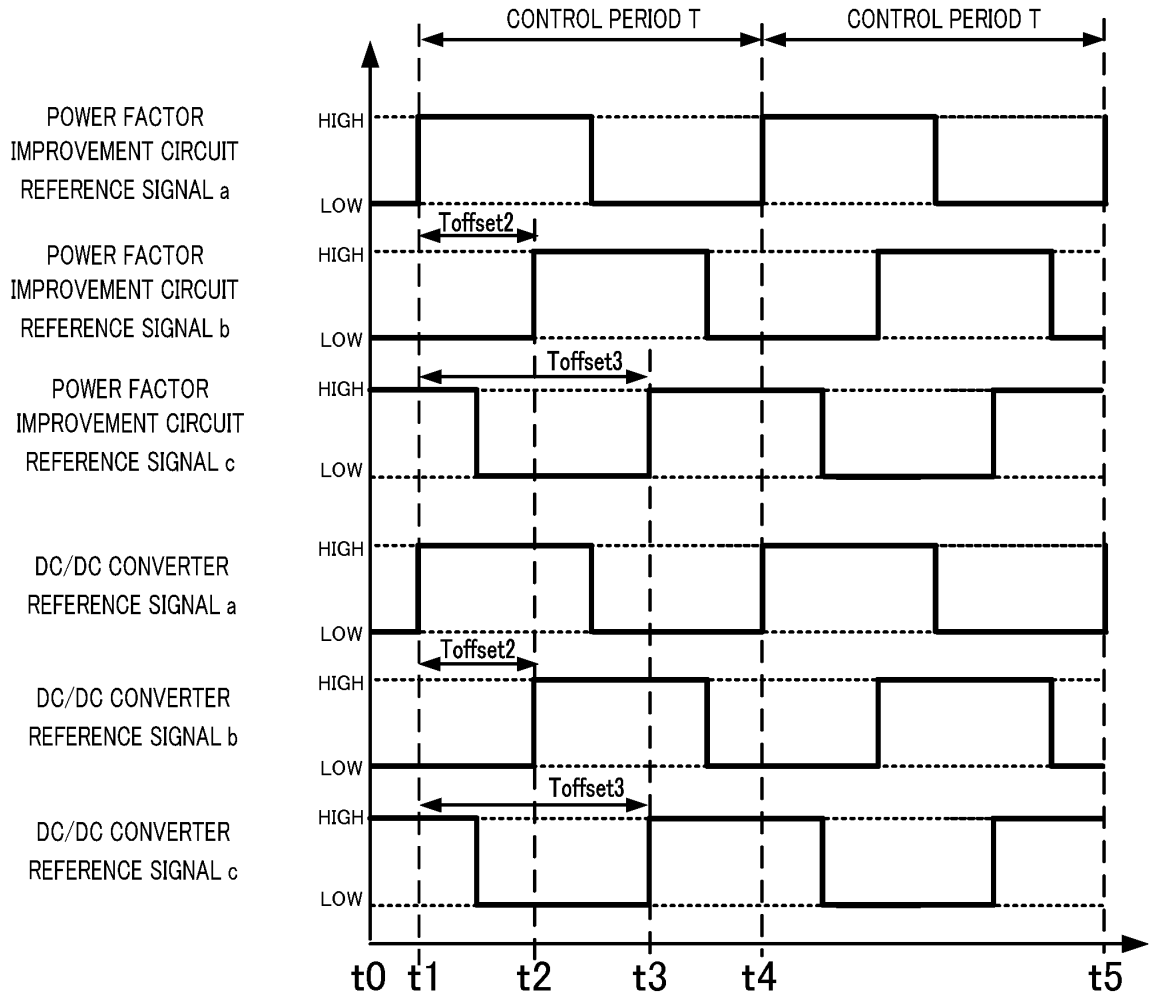 CONTROL PERIOD T
CONTROL PERIOD T
POWER FACTOR
IMPROVEMENT CIRCUIT
REFERENCE SIGNAL a
HIGH
LOW
Toffset2
POWER FACTOR
IMPROVEMENT CIRCUIT
REFERENCE SIGNAL b
HIGH
LOW
Toffset3
POWER FACTOR
IMPROVEMENT CIRCUIT
REFERENCE SIGNAL c
HIGH
LOW
DC/DC CONVERTER
REFERENCE SIGNAL a
HIGH
LOW
Toffset2
DC/DC CONVERTER
REFERENCE SIGNAL b
HIGH
LOW
Toffset3
DC/DC CONVERTER
REFERENCE SIGNAL c
HIGH
LOW
t0 t1 t2 t3 t4 t5